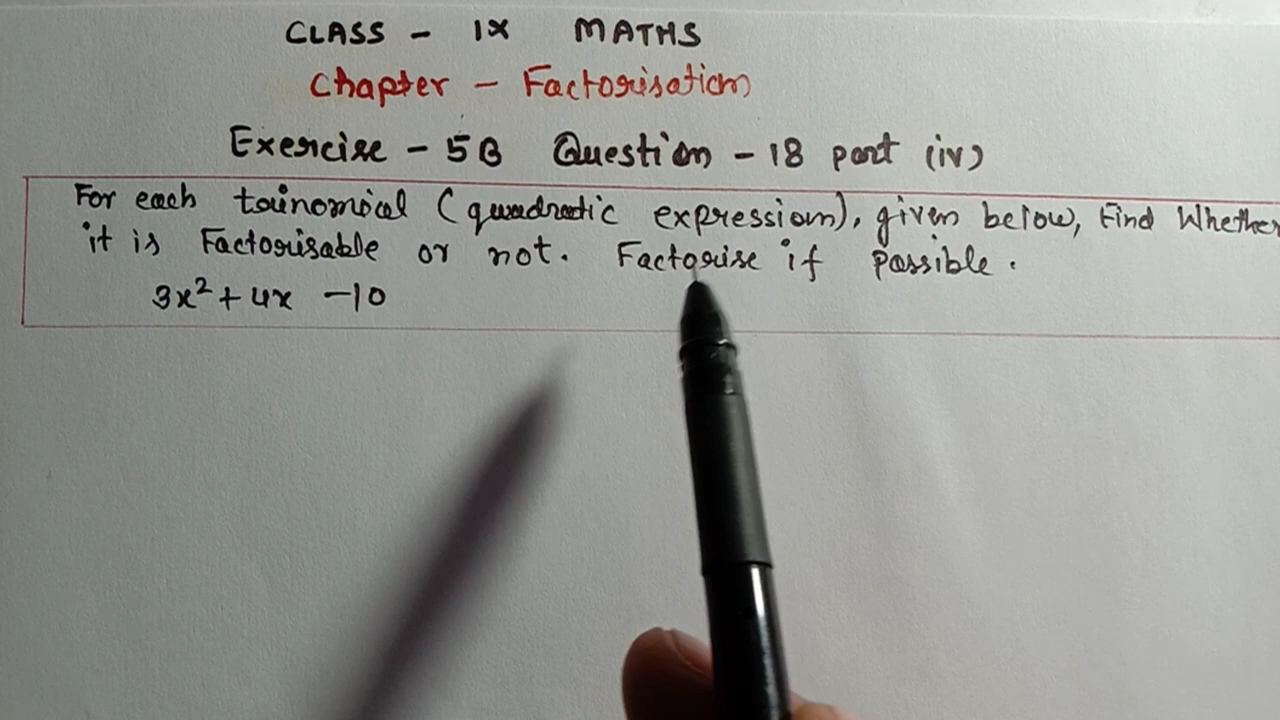 CLASS - IX MATHS
Chapter - Factorisation
Exercise - 5B Question - 18 part (iv)
For each trinomial (quadratic expression), given below, find Whether
it is Factorisable or not. Factorise if possible.
3x² + 4x - 10